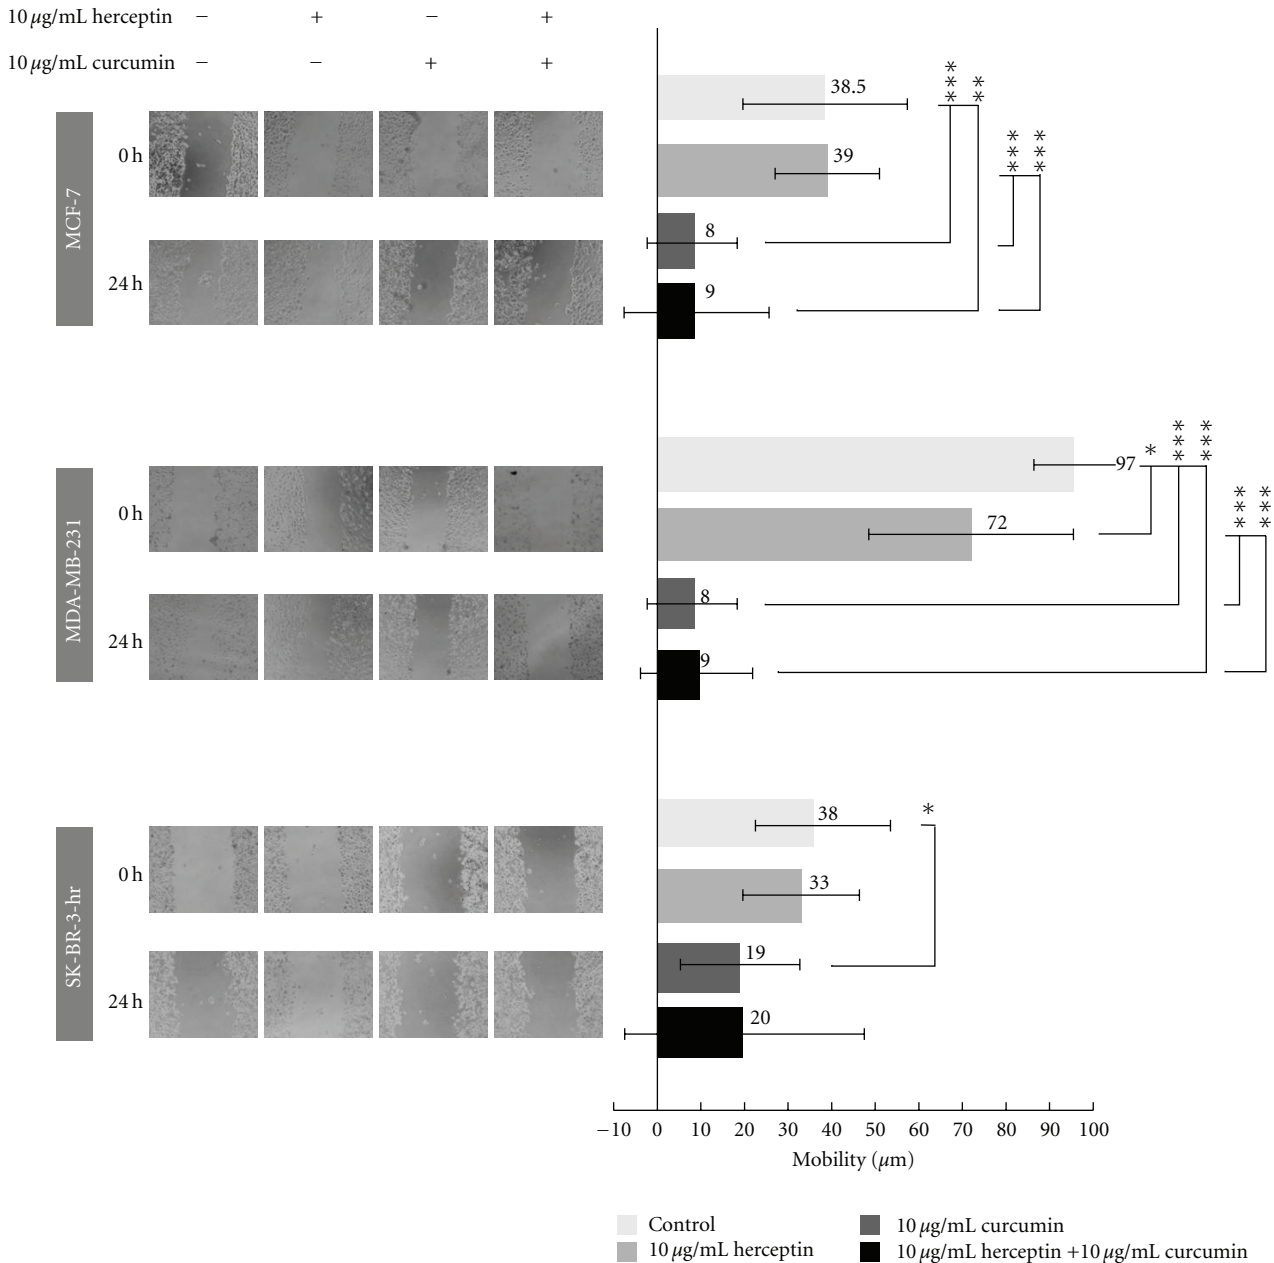 10 μg/mL herceptin − + − +
10 μg/mL curcumin − − + +
MCF-7
0 h
24 h
38.5
39
8
9
*** **
*** ***
MDA-MB-231
0 h
24 h
97
72
8
9
* *** ***
*** ***
SK-BR-3-hr
0 h
24 h
38
33
19
20
*
−10 0 10 20 30 40 50 60 70 80 90 100
Mobility (μm)
Control
10 μg/mL herceptin
10 μg/mL curcumin
10 μg/mL herceptin +10 μg/mL curcumin